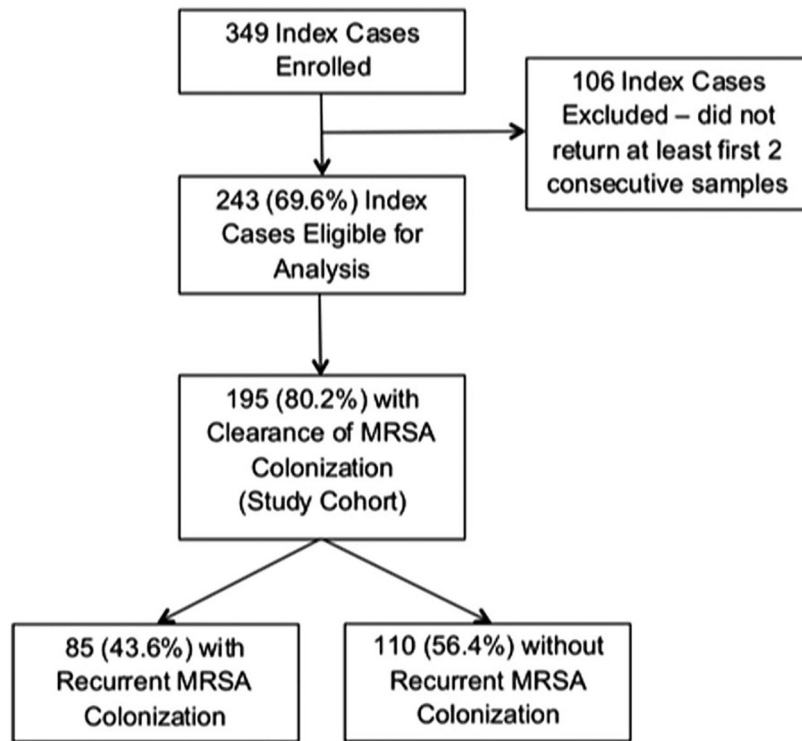 349 Index Cases
Enrolled
106 Index Cases
Excluded – did not
return at least first 2
consecutive samples
243 (69.6%) Index
Cases Eligible for
Analysis
195 (80.2%) with
Clearance of MRSA
Colonization
(Study Cohort)
85 (43.6%) with
Recurrent MRSA
Colonization
110 (56.4%) without
Recurrent MRSA
Colonization